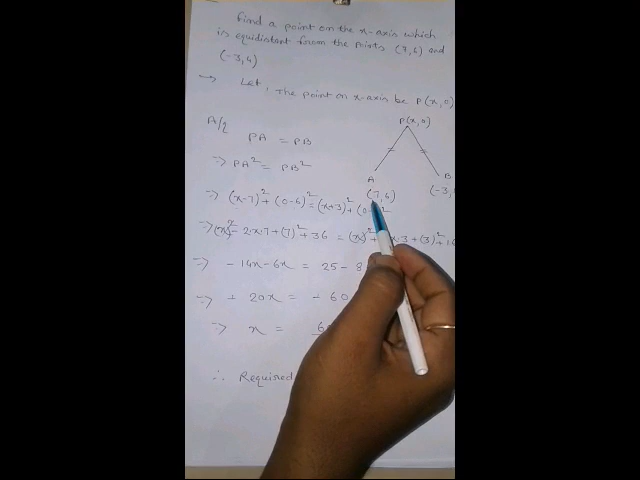 Find a point on the x-axis which
is equidistant from the points (7,6) and
(-3,4)
→ Let, The point on x-axis be P(x,0)
A/q
PA = PB
P(x,0)
⇒ PA² = PB²
A
B
(7,6)
(-3,
⇒ (x-7)² + (0-6)² = (x+3)² + (0-
⇒ (x)² - 2·x·7 + (7)² + 36 = (x)² + x·3 + (3)² + 16
⇒ -14x - 6x = 25 - 8
⇒ + 20x = - 60
⇒ x = 6
∴ Required